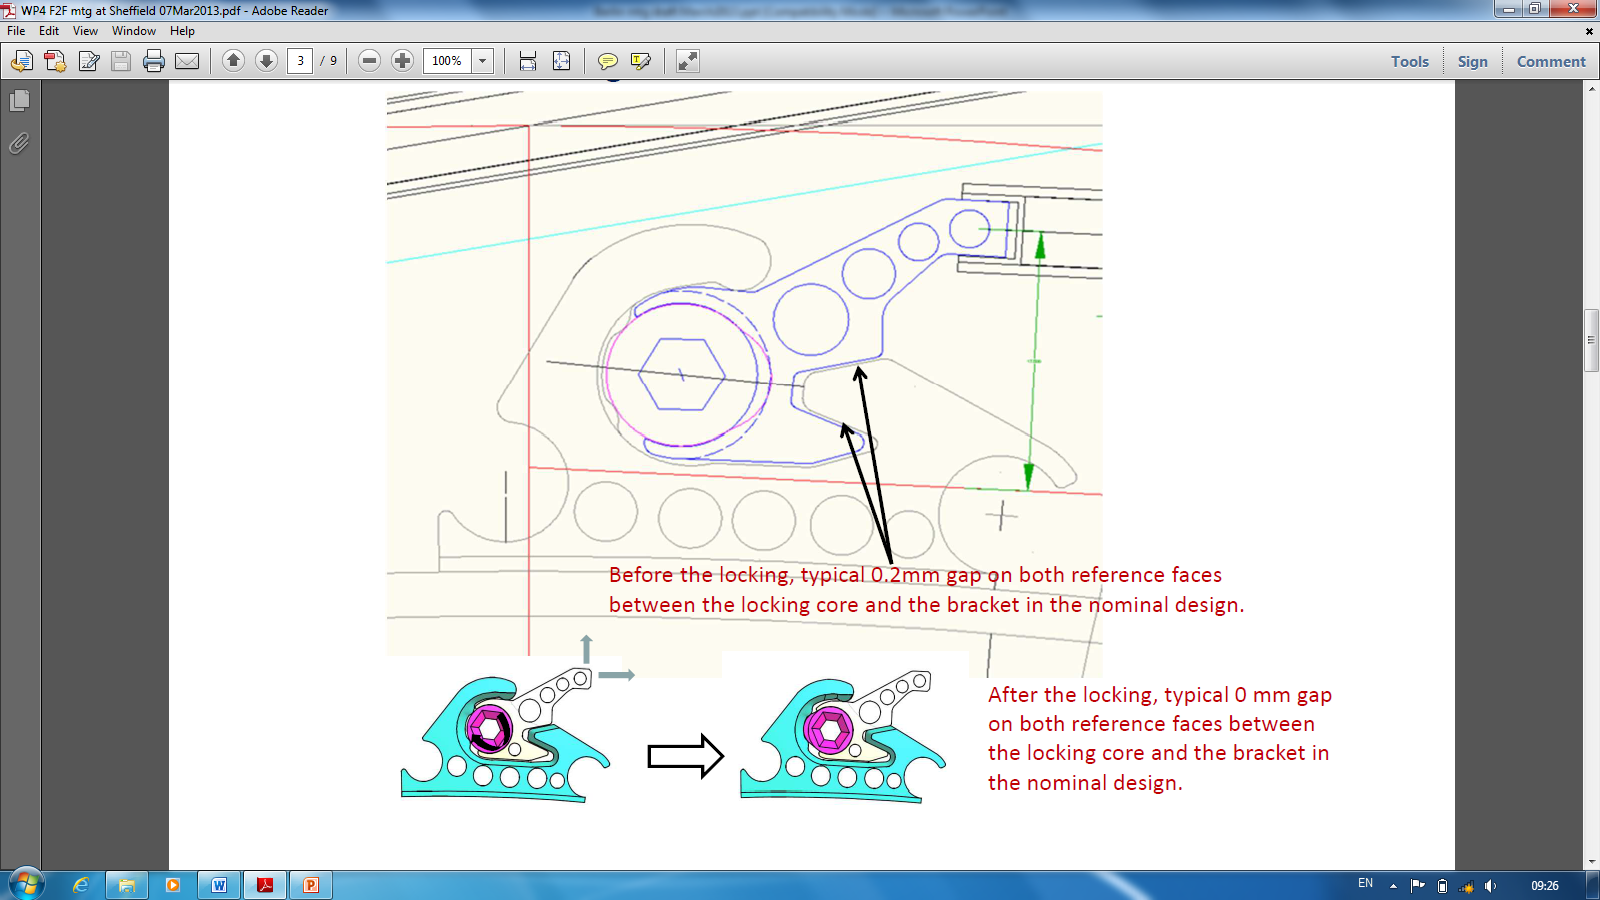 WP4 F2F mtg at Sheffield 07Mar2013.pdf - Adobe Reader
File Edit View Window Help
3 / 9 100% Tools Sign Comment
Before the locking, typical 0.2mm gap on both reference faces
between the locking core and the bracket in the nominal design.
After the locking, typical 0 mm gap
on both reference faces between
the locking core and the bracket in
the nominal design.
EN 09:26